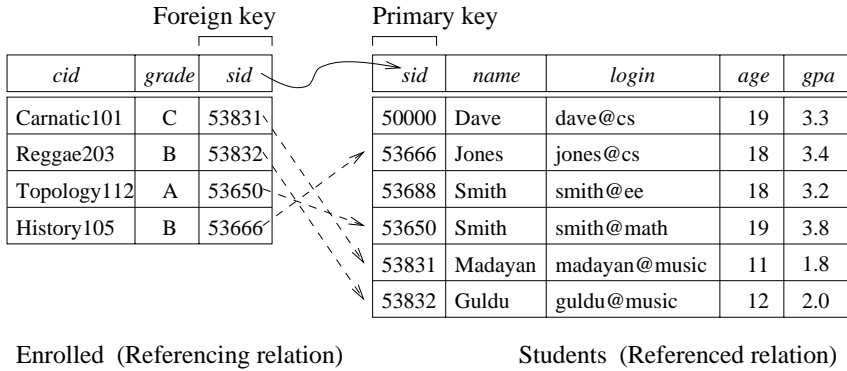 Foreign key Primary key
cid grade sid sid name login age gpa
Carnatic101 C 53831 50000 Dave dave@cs 19 3.3
Reggae203 B 53832 53666 Jones jones@cs 18 3.4
Topology112 A 53650 53688 Smith smith@ee 18 3.2
History105 B 53666 53650 Smith smith@math 19 3.8
53831 Madayan madayan@music 11 1.8
53832 Guldu guldu@music 12 2.0
Enrolled (Referencing relation) Students (Referenced relation)